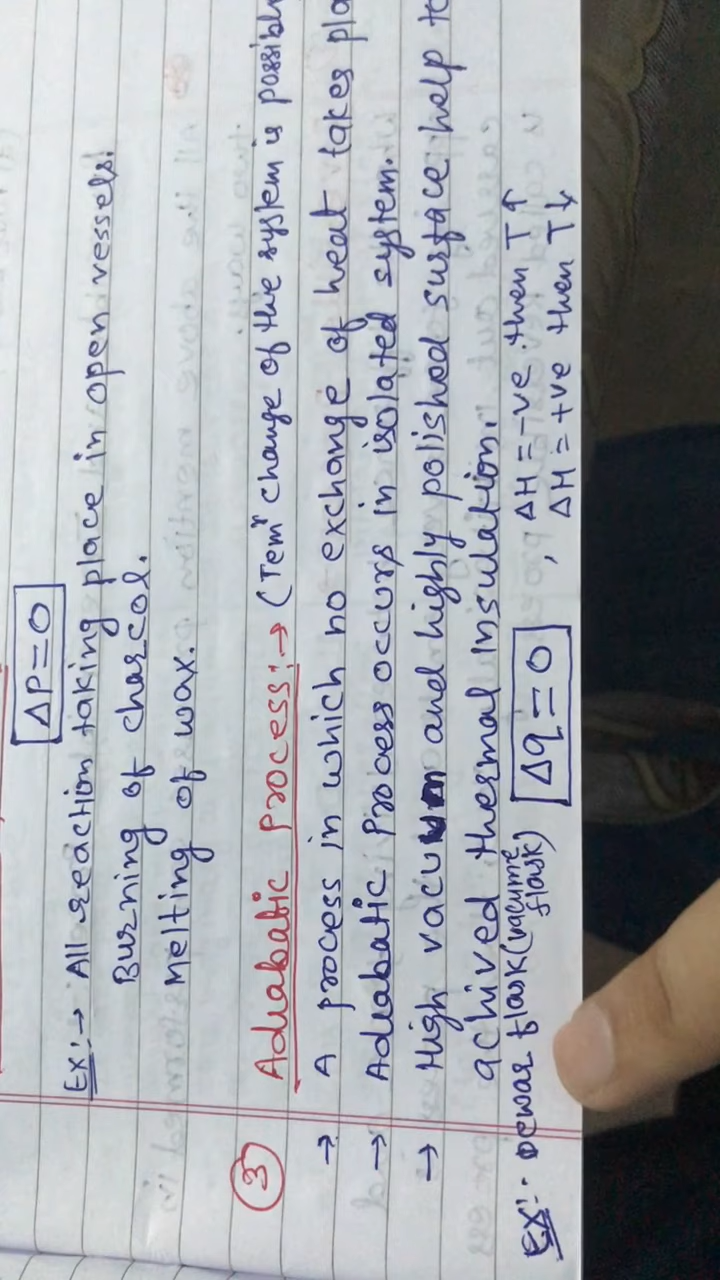 ΔP=0
Ex:→ All reaction taking place in open vessels.
Burning of charcol.
Melting of wax.
③ Adiabatic process:→ (Temⁿ change of the system is possible
→ A process in which no exchange of heat takes pla
→ Adiabatic process occurs in isolated system.
→ High vacuum and highly polished surface help to
achived thermal insulation.
Ex:- Dewar flask (vacume flask) Δq=0 , ΔH = -ve then T↑
ΔH = +ve then T↓